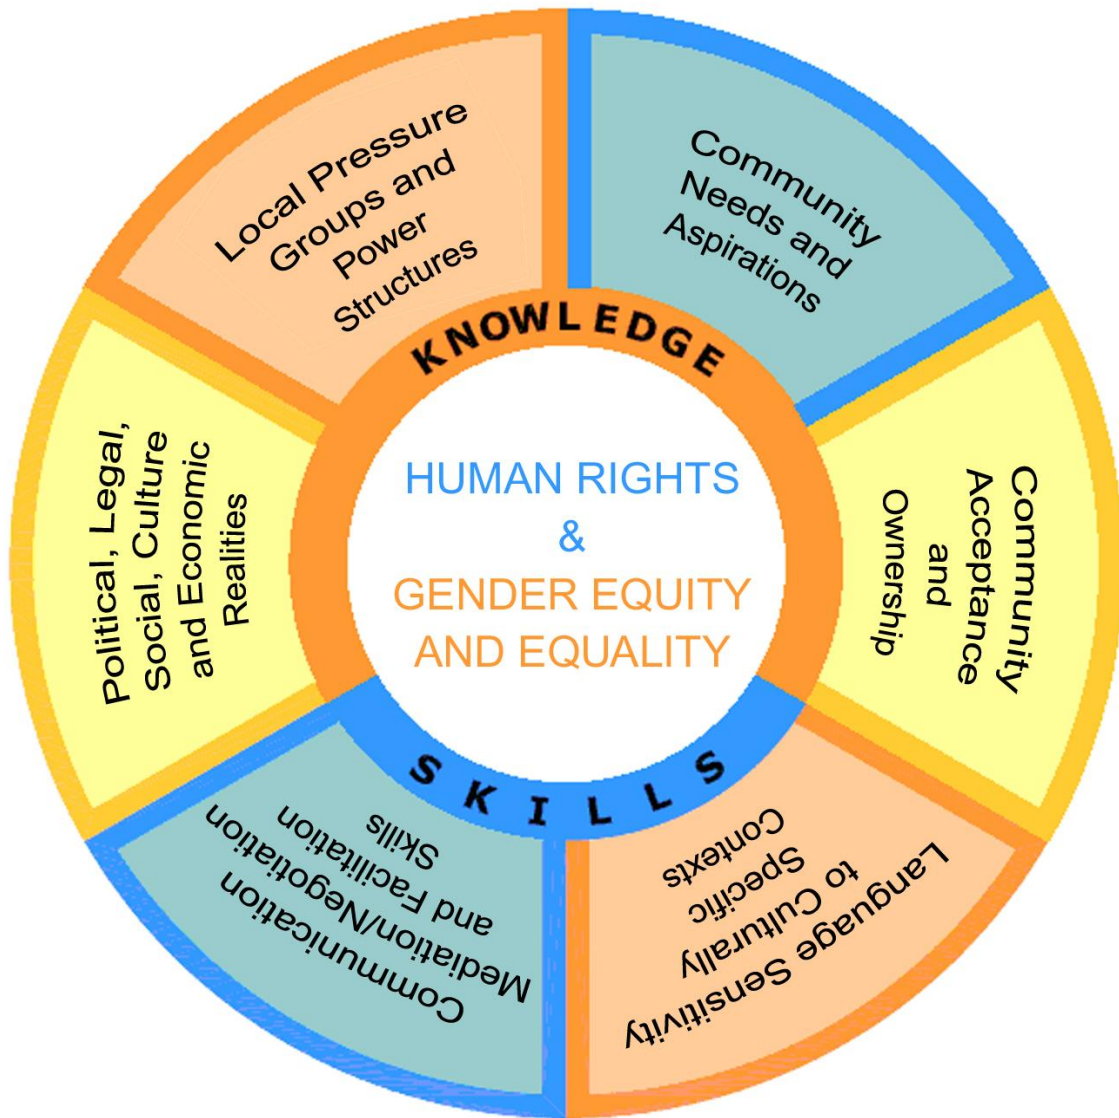 HUMAN RIGHTS
&
GENDER EQUITY
AND EQUALITY
KNOWLEDGE
SKILLS
Community
Needs and
Aspirations
Community
Acceptance
and
Ownership
Language Sensitivity
to Culturally
Specific
Contexts
Communication
Mediation/Negotiation
and Facilitation
Skills
Political, Legal,
Social, Culture
and Economic
Realities
Local Pressure
Groups and
Power
Structures